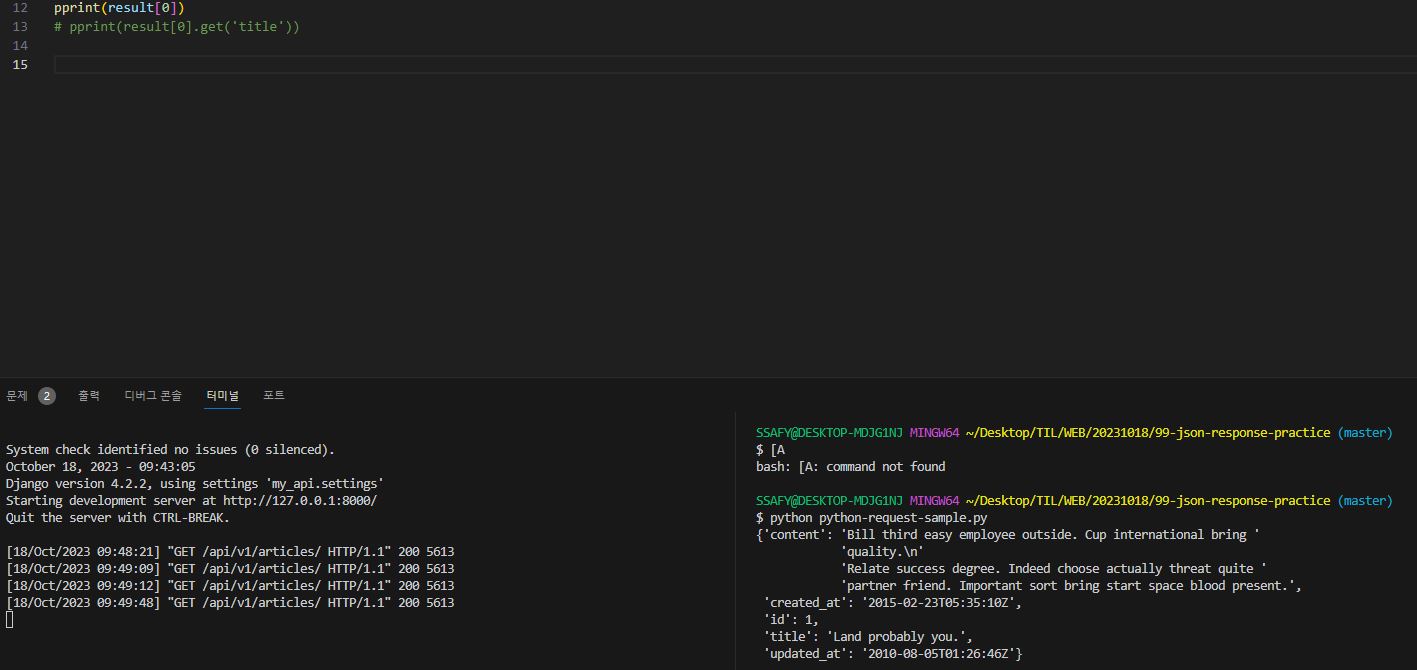 12 pprint(result[0])
13 # pprint(result[0].get('title'))
14
15
문제 2 출력 디버그 콘솔 터미널 포트
System check identified no issues (0 silenced).
October 18, 2023 - 09:43:05
Django version 4.2.2, using settings 'my_api.settings'
Starting development server at http://127.0.0.1:8000/
Quit the server with CTRL-BREAK.
[18/Oct/2023 09:48:21] "GET /api/v1/articles/ HTTP/1.1" 200 5613
[18/Oct/2023 09:49:09] "GET /api/v1/articles/ HTTP/1.1" 200 5613
[18/Oct/2023 09:49:12] "GET /api/v1/articles/ HTTP/1.1" 200 5613
[18/Oct/2023 09:49:48] "GET /api/v1/articles/ HTTP/1.1" 200 5613
SSAFY@DESKTOP-MDJG1NJ MINGW64 ~/Desktop/TIL/WEB/20231018/99-json-response-practice (master)
$ [A
bash: [A: command not found
SSAFY@DESKTOP-MDJG1NJ MINGW64 ~/Desktop/TIL/WEB/20231018/99-json-response-practice (master)
$ python python-request-sample.py
{'content': 'Bill third easy employee outside. Cup international bring '
'quality.\n'
'Relate success degree. Indeed choose actually threat quite '
'partner friend. Important sort bring start space blood present.',
'created_at': '2015-02-23T05:35:10Z',
'id': 1,
'title': 'Land probably you.',
'updated_at': '2010-08-05T01:26:46Z'}